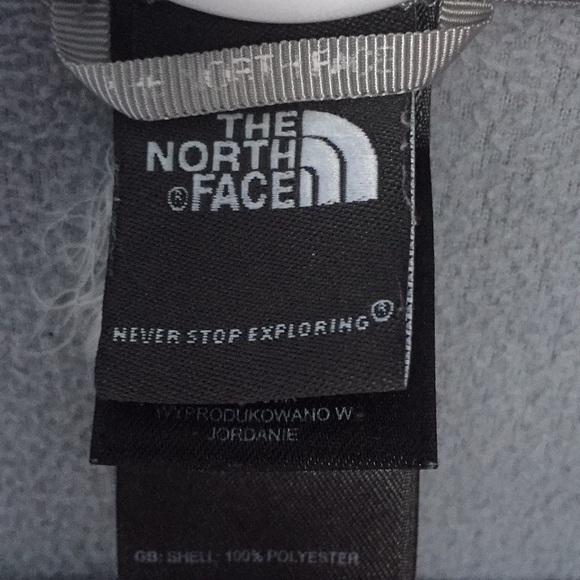 THE
NORTH
®FACE
NEVER STOP EXPLORING®
WYPRODUKOWANO W
JORDANIE
GB: SHELL: 100% POLYESTER